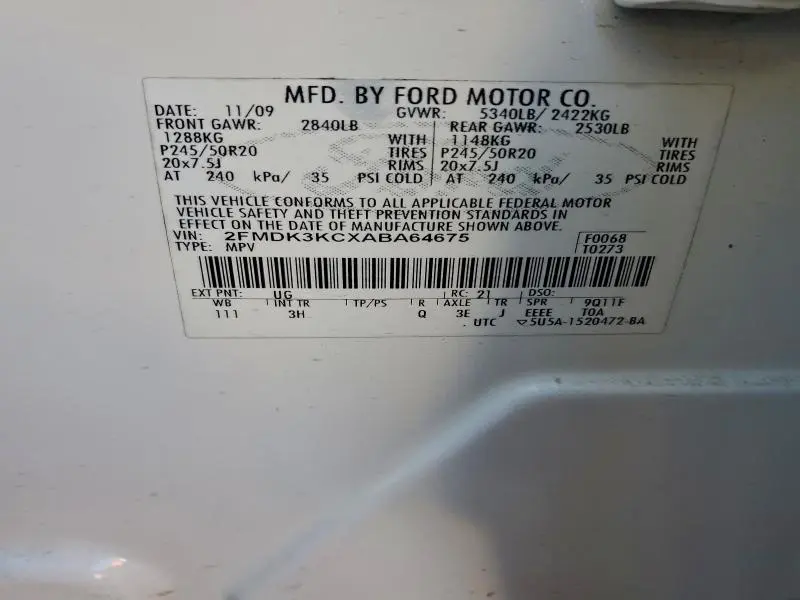 MFD. BY FORD MOTOR CO.
DATE: 11/09 GVWR: 5340LB/ 2422KG
FRONT GAWR: 2840LB REAR GAWR: 2530LB
1288KG WITH 1148KG WITH
P245/50R20 TIRES P245/50R20 TIRES
20x7.5J RIMS 20x7.5J RIMS
AT 240 kPa/ 35 PSI COLD AT 240 kPa/ 35 PSI COLD
THIS VEHICLE CONFORMS TO ALL APPLICABLE FEDERAL MOTOR
VEHICLE SAFETY AND THEFT PREVENTION STANDARDS IN
EFFECT ON THE DATE OF MANUFACTURE SHOWN ABOVE.
VIN: 2FMDK3KCXABA64675 F0068
TYPE: MPV T0273
EXT PNT: UG RC: 21 DSO:
WB INT TR TP/PS R AXLE TR SPR 9Q11F
111 3H Q 3E J EEEE T0A
. UTC ▽5U5A-1520472-BA